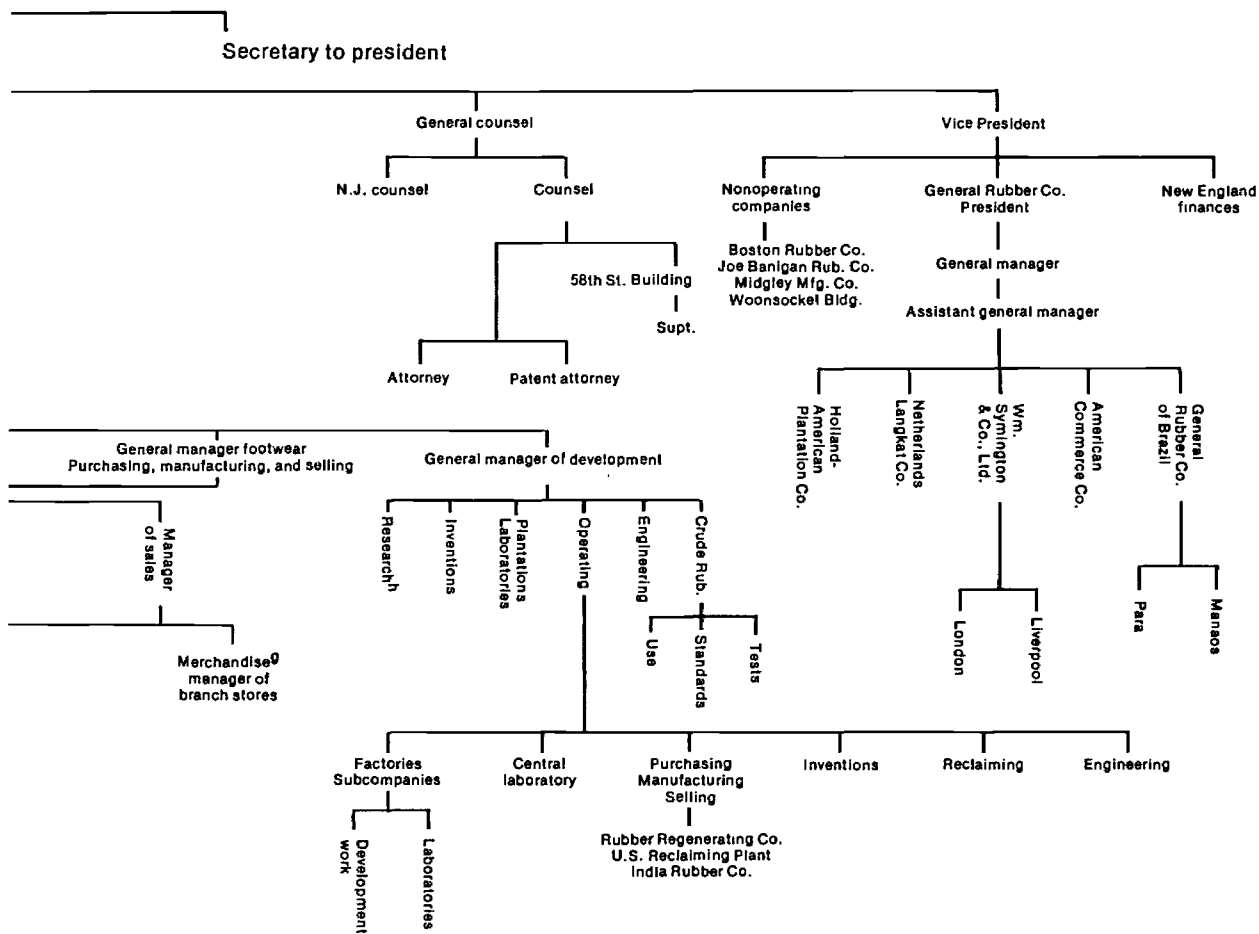 Secretary to president
General counsel
Vice President
N.J. counsel
Counsel
Nonoperating
companies
General Rubber Co.
President
New England
finances
Boston Rubber Co.
Joe Banigan Rub. Co.
Midgley Mfg. Co.
Woonsocket Bldg.
General manager
58th St. Building
Assistant general manager
Supt.
Attorney
Patent attorney
Holland-
American
Plantation Co.
Netherlands
Langkat Co.
Wm.
Symington
& Co., Ltd.
American
Commerce Co.
General
Rubber Co.
of Brazil
General manager footwear
Purchasing, manufacturing, and selling
General manager of development
Manager
of sales
Research h
Inventions
Plantations
Laboratories
Operating
Engineering
Crude Rub.
Para
Manaos
London
Liverpool
Use
Standards
Tests
Merchandise g
manager of
branch stores
Factories
Subcompanies
Central
laboratory
Purchasing
Manufacturing
Selling
Inventions
Reclaiming
Engineering
Development
work
Laboratories
Rubber Regenerating Co.
U.S. Reclaiming Plant
India Rubber Co.